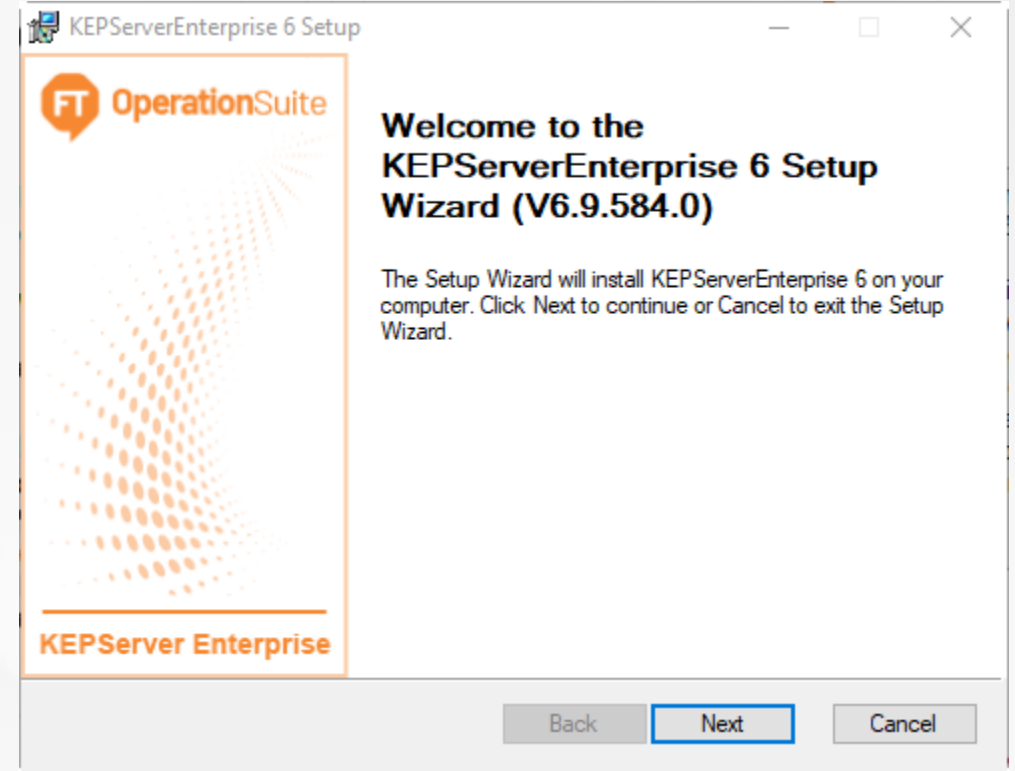 KEPServerEnterprise 6 Setup
FT OperationSuite
Welcome to the
KEPServerEnterprise 6 Setup
Wizard (V6.9.584.0)
The Setup Wizard will install KEPServerEnterprise 6 on your
computer. Click Next to continue or Cancel to exit the Setup
Wizard.
KEPServer Enterprise
Back
Next
Cancel